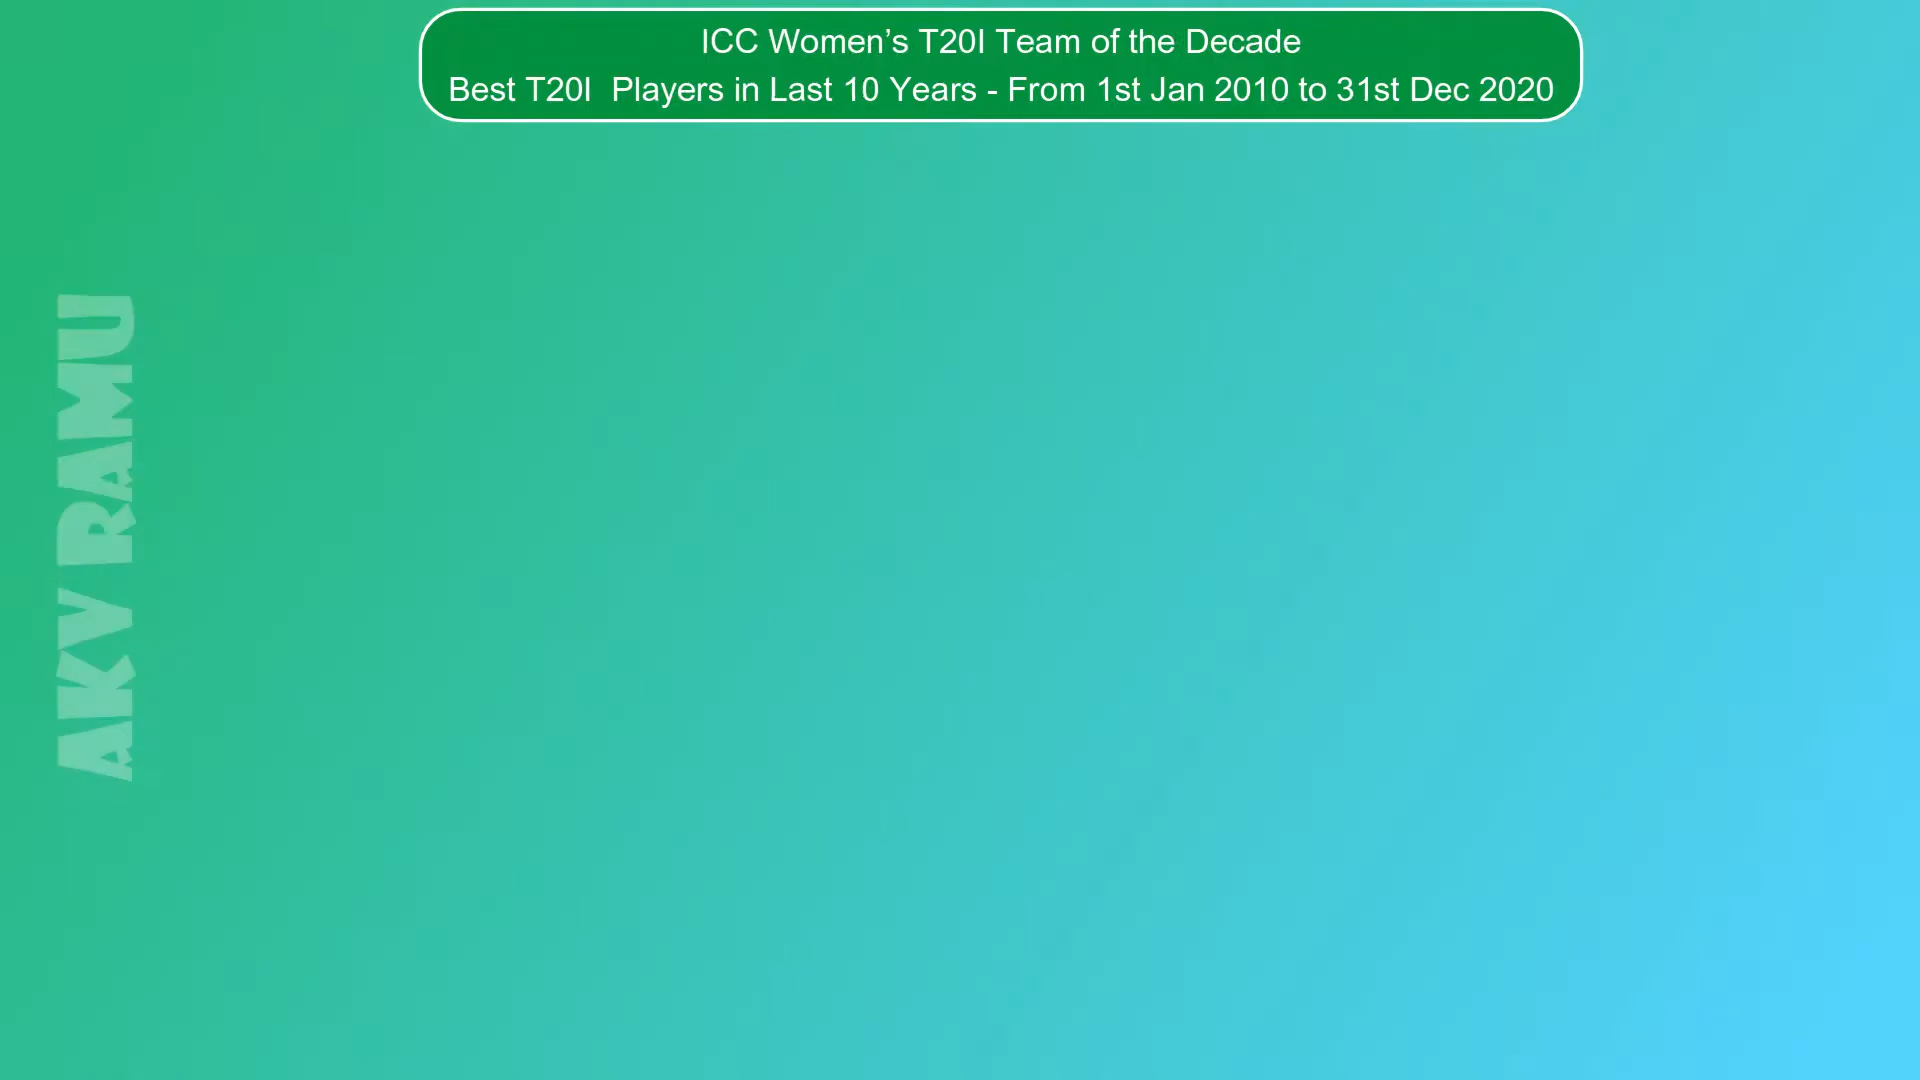 ICC Women’s T20I Team of the Decade
Best T20I  Players in Last 10 Years - From 1st Jan 2010 to 31st Dec 2020
AKV RAMU